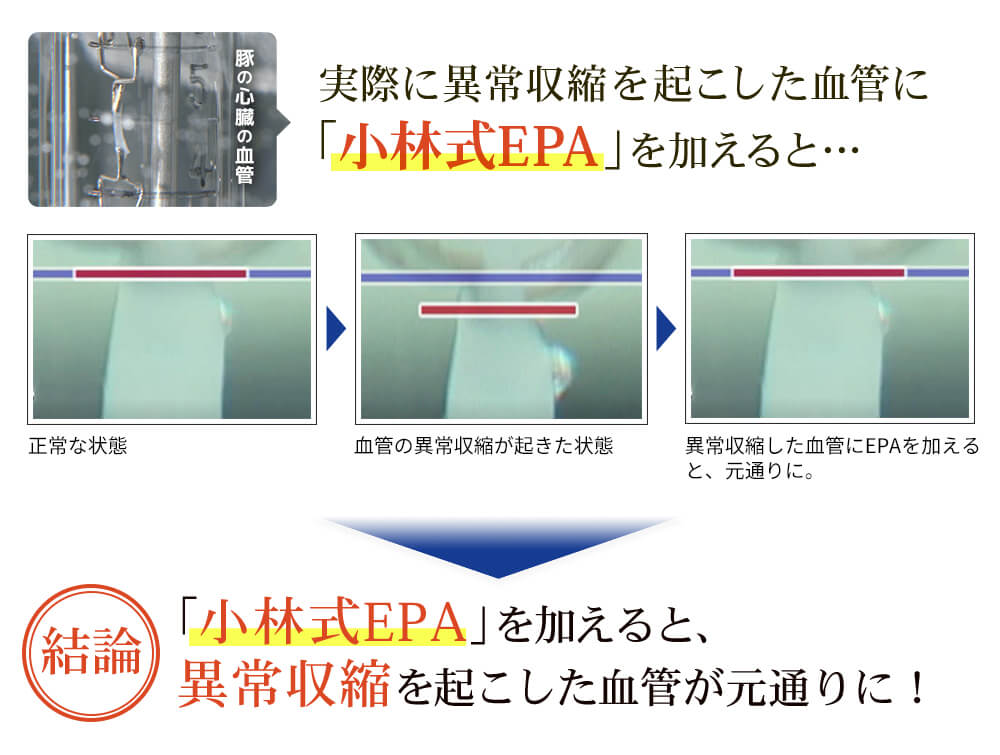 豚の心臓の血管
実際に異常収縮を起こした血管に
「小林式EPA」を加えると…
正常な状態
血管の異常収縮が起きた状態
異常収縮した血管にEPAを加える
と、元通りに。
結論
「小林式EPA」を加えると、
異常収縮を起こした血管が元通りに！